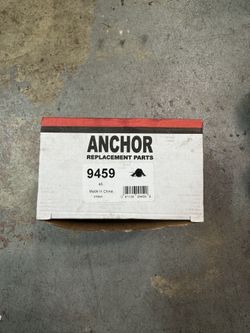 ANCHOR
REPLACEMENT PARTS
9459
Made In China